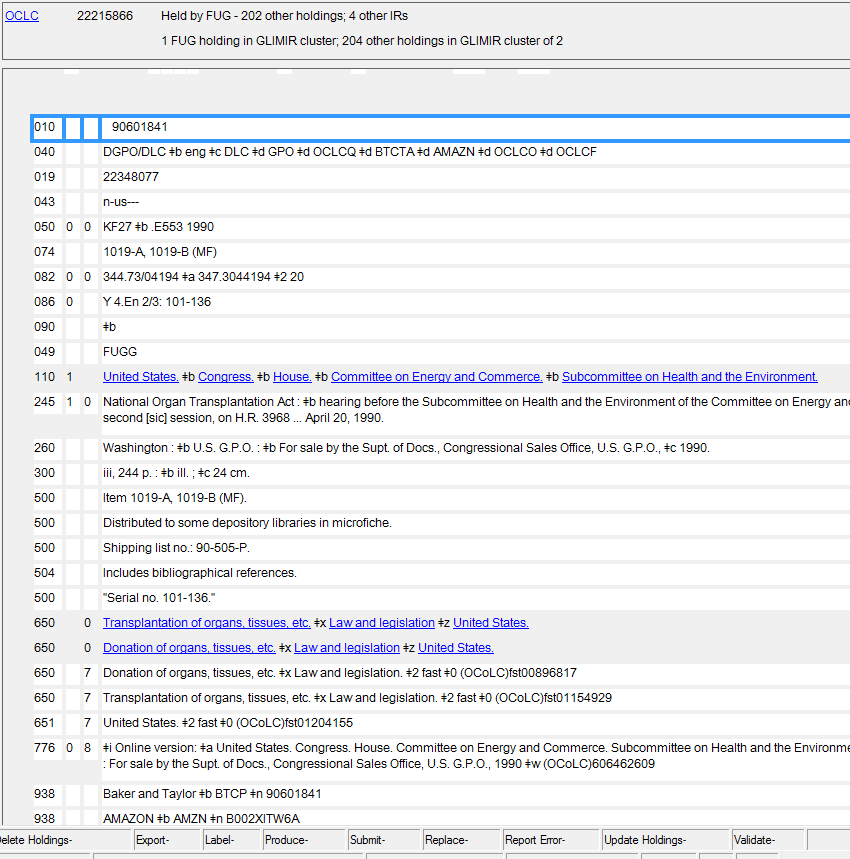 OCLC 22215866 Held by FUG - 202 other holdings; 4 other IRs
1 FUG holding in GLIMIR cluster; 204 other holdings in GLIMIR cluster of 2
010 90601841
040 DGPO/DLC ǂb eng ǂc DLC ǂd GPO ǂd OCLCQ ǂd BTCTA ǂd AMAZN ǂd OCLCO ǂd OCLCF
019 22348077
043 n-us---
050 0 0 KF27 ǂb .E553 1990
074 1019-A, 1019-B (MF)
082 0 0 344.73/04194 ǂa 347.3044194 ǂ2 20
086 0 Y 4.En 2/3: 101-136
090 ǂb
049 FUGG
110 1 United States. ǂb Congress. ǂb House. ǂb Committee on Energy and Commerce. ǂb Subcommittee on Health and the Environment.
245 1 0 National Organ Transplantation Act : ǂb hearing before the Subcommittee on Health and the Environment of the Committee on Energy and
second [sic] session, on H.R. 3968 ... April 20, 1990.
260 Washington : ǂb U.S. G.P.O. : ǂb For sale by the Supt. of Docs., Congressional Sales Office, U.S. G.P.O., ǂc 1990.
300 iii, 244 p. : ǂb ill. ; ǂc 24 cm.
500 Item 1019-A, 1019-B (MF).
500 Distributed to some depository libraries in microfiche.
500 Shipping list no.: 90-505-P.
504 Includes bibliographical references.
500 "Serial no. 101-136."
650 0 Transplantation of organs, tissues, etc. ǂx Law and legislation ǂz United States.
650 0 Donation of organs, tissues, etc. ǂx Law and legislation ǂz United States.
650 7 Donation of organs, tissues, etc. ǂx Law and legislation. ǂ2 fast ǂ0 (OCoLC)fst00896817
650 7 Transplantation of organs, tissues, etc. ǂx Law and legislation. ǂ2 fast ǂ0 (OCoLC)fst01154929
651 7 United States. ǂ2 fast ǂ0 (OCoLC)fst01204155
776 0 8 ǂi Online version: ǂa United States. Congress. House. Committee on Energy and Commerce. Subcommittee on Health and the Environme
: For sale by the Supt. of Docs., Congressional Sales Office, U.S. G.P.O., 1990 ǂw (OCoLC)606462609
938 Baker and Taylor ǂb BTCP ǂn 90601841
938 AMAZON ǂb AMZN ǂn B002XITW6A
elete Holdings- Export- Label- Produce- Submit- Replace- Report Error- Update Holdings- Validate-